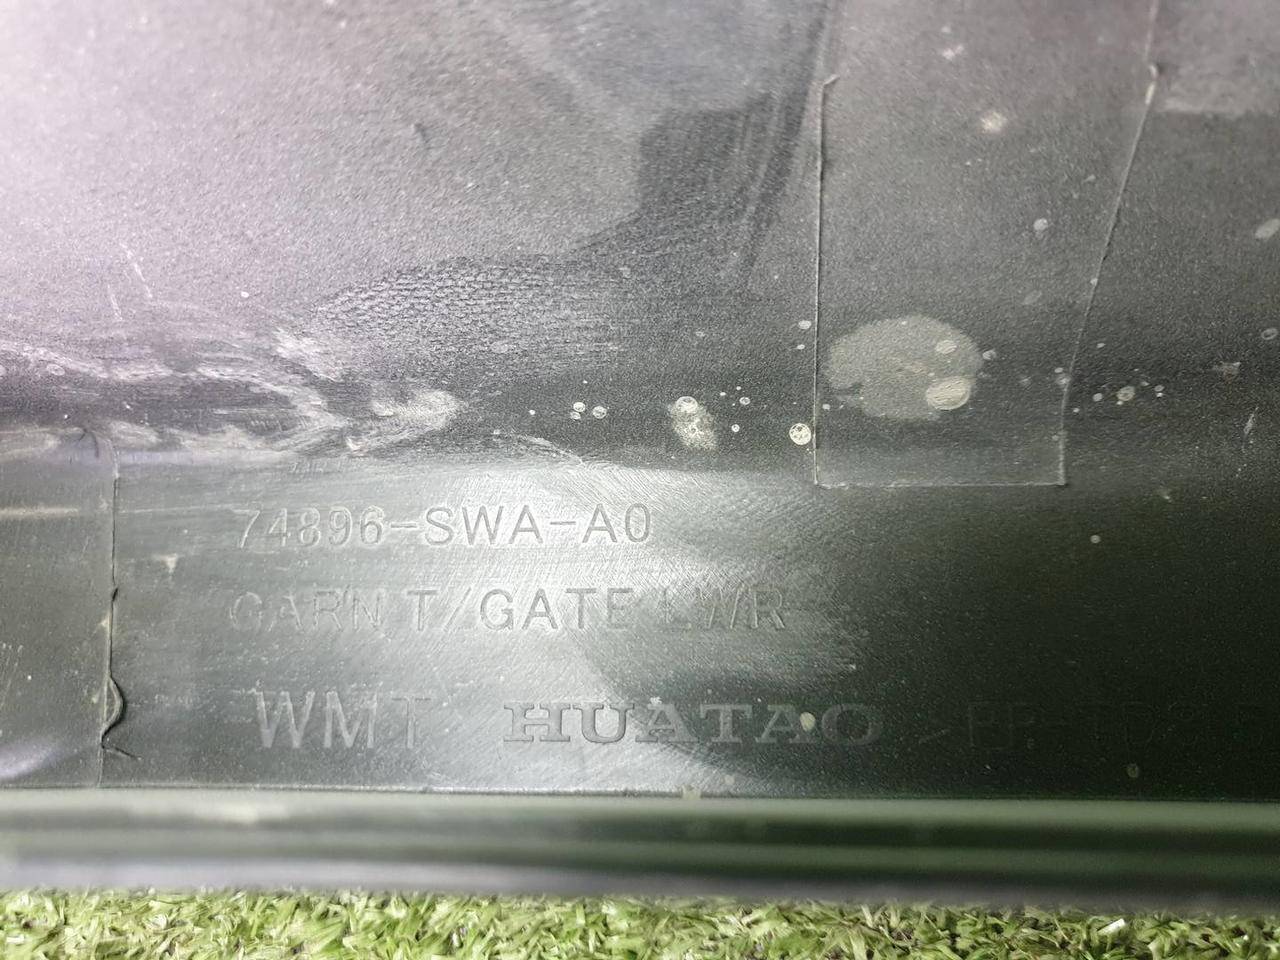 74896-SWA-A0
GARN T/GATE LWR
WMT HUATAO